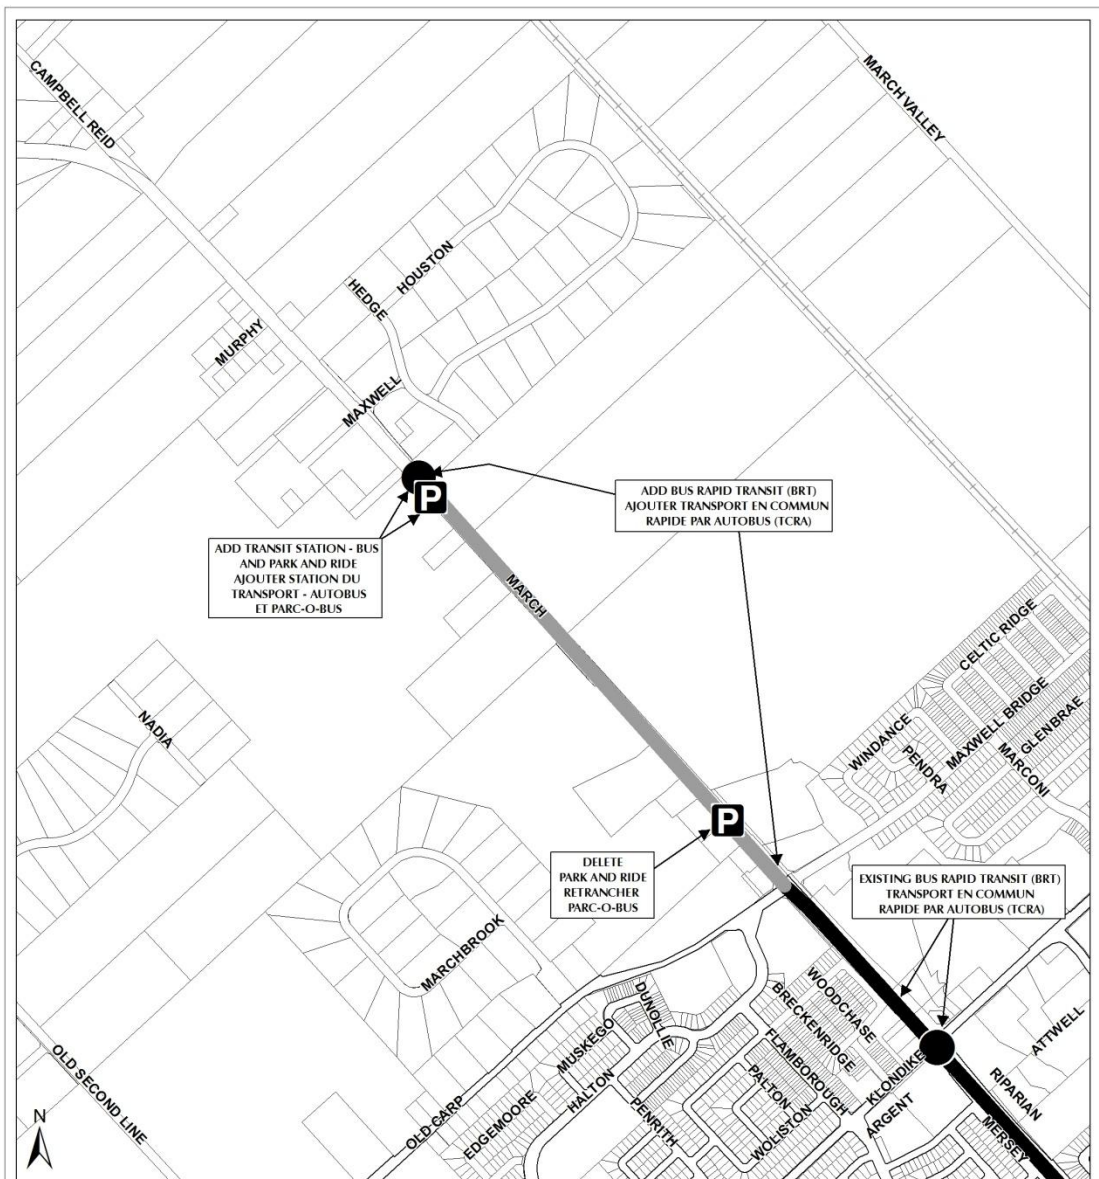 CAMPBELL REID
MARCH VALLEY
HOUSTON
HEDGE
MURPHY
MAXWELL
P
ADD BUS RAPID TRANSIT (BRT)
AJOUTER TRANSPORT EN COMMUN
RAPIDE PAR AUTOBUS (TCRA)
ADD TRANSIT STATION - BUS
AND PARK AND RIDE
AJOUTER STATION DU
TRANSPORT - AUTOBUS
ET PARC-O-BUS
MARCH
CELTIC RIDGE
MAXWELL BRIDGE
GLENBRAE
WINDANCE
PENDRA
MARCONI
NADIA
P
DELETE
PARK AND RIDE
RETRANCHER
PARC-O-BUS
EXISTING BUS RAPID TRANSIT (BRT)
TRANSPORT EN COMMUN
RAPIDE PAR AUTOBUS (TCRA)
MARCHBROOK
WOODCHASE
BRECKENRIDGE
DUNOLLIE
MUSKEGO
FLAMBOROUGH
ATTWELL
KLONDIKE
HALTON
PALTON
RIPARIAN
ARGENT
OLD SECOND LINE
OLD CARP
EDGEMOORE
PENRITH
WOLISTON
MERSEY
N